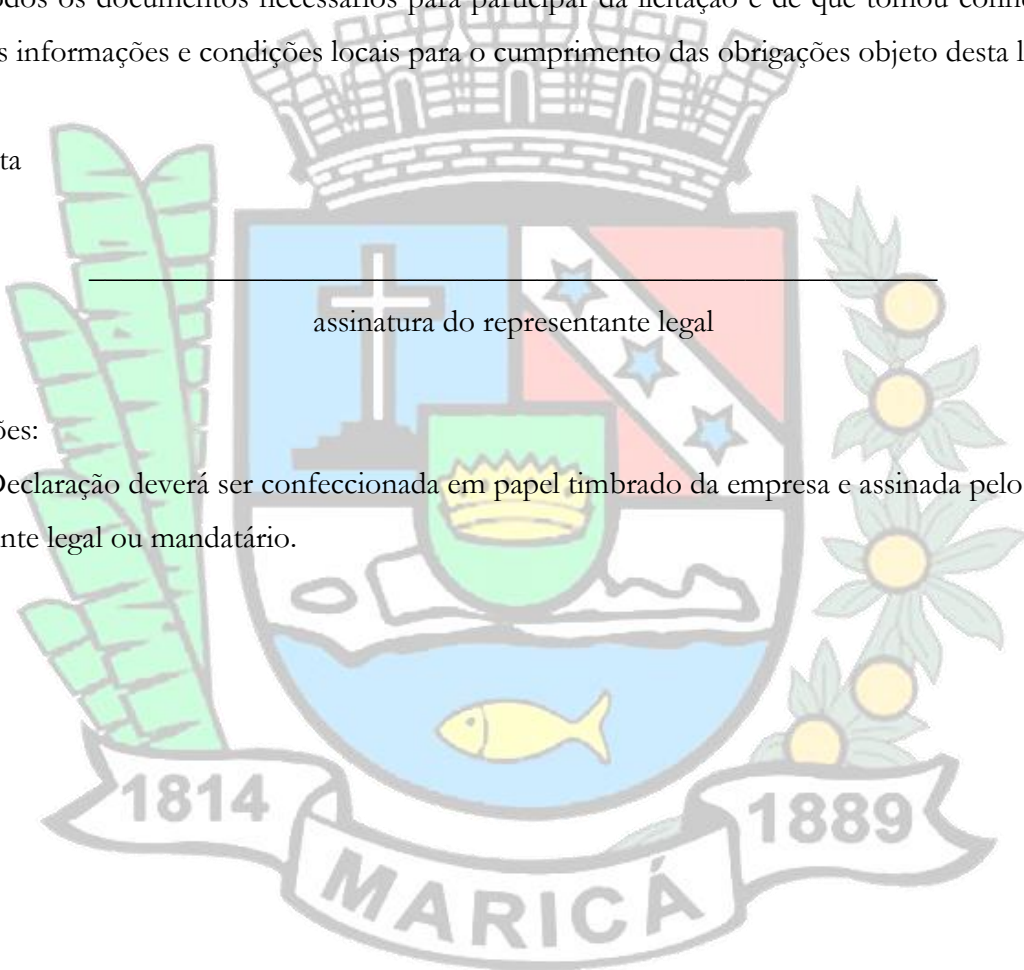 odos os documentos necessários para participar da licitação e de que tomou conhe
s informações e condições locais para o cumprimento das obrigações objeto desta l
ta
assinatura do representante legal
ões:
Declaração deverá ser confeccionada em papel timbrado da empresa e assinada pelo
nte legal ou mandatário.
1814
1889
MARICÁ